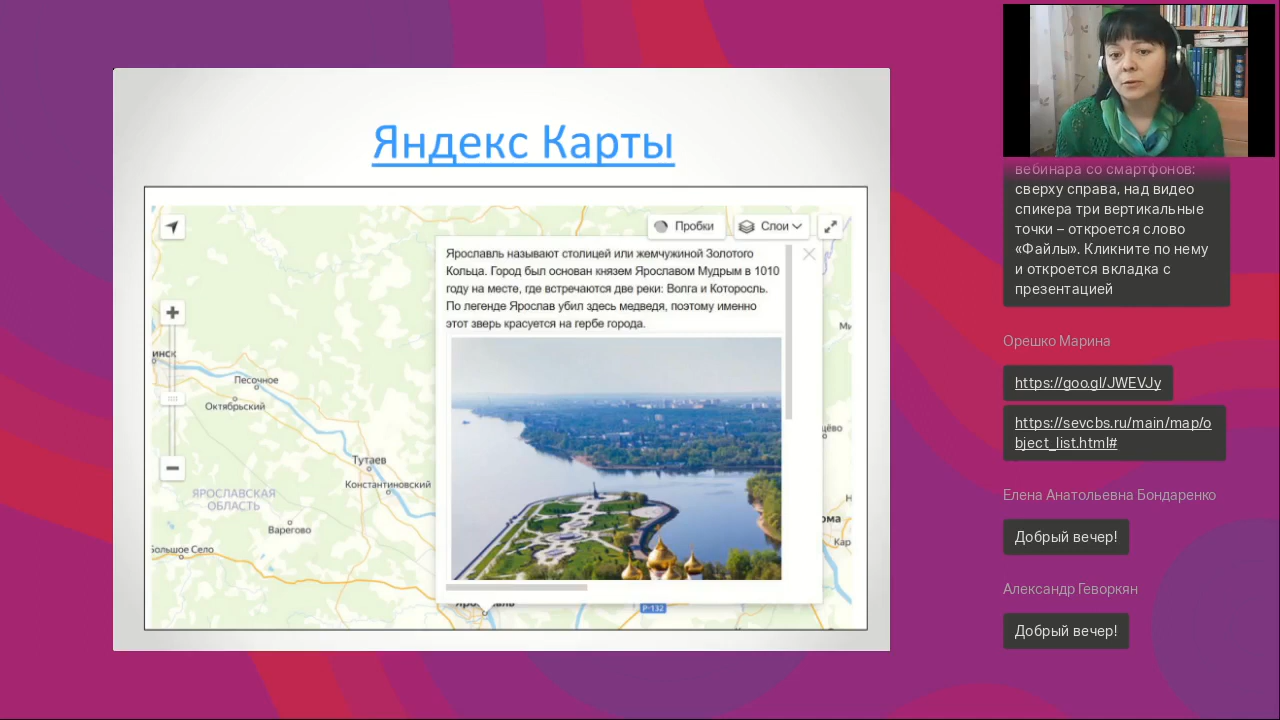 Яндекс Карты
Пробки
Слои
Ярославль называют столицей или жемчужиной Золотого
Кольца. Город был основан князем Ярославом Мудрым в 1010
году на месте, где встречаются две реки: Волга и Которосль.
По легенде Ярослав убил здесь медведя, поэтому именно
этот зверь красуется на гербе города.
инск
Песочное
Октябрьский
Тутаев
Константиновский
ЯРОСЛАВСКАЯ
ОБЛАСТЬ
Варегово
Большое Село
Р-132
ома
Кар
вебинара со смартфонов:
сверху справа, над видео
спикера три вертикальные
точки – откроется слово
«Файлы». Кликните по нему
и откроется вкладка с
презентацией
Орешко Марина
https://goo.gl/JWEVJy
https://sevcbs.ru/main/map/o
bject_list.html#
Елена Анатольевна Бондаренко
Добрый вечер!
Александр Геворкян
Добрый вечер!